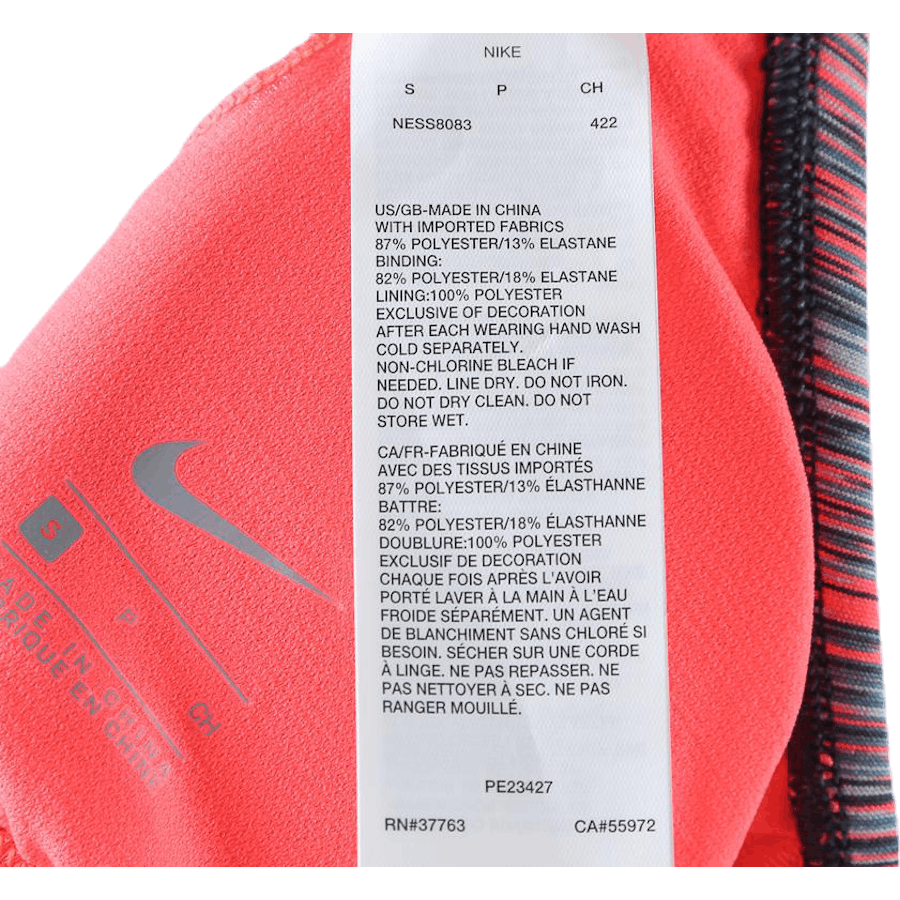 NIKE
S P CH
NESS8083 422
US/GB-MADE IN CHINA
WITH IMPORTED FABRICS
87% POLYESTER/13% ELASTANE
BINDING:
82% POLYESTER/18% ELASTANE
LINING:100% POLYESTER
EXCLUSIVE OF DECORATION
AFTER EACH WEARING HAND WASH
COLD SEPARATELY.
NON-CHLORINE BLEACH IF
NEEDED. LINE DRY. DO NOT IRON.
DO NOT DRY CLEAN. DO NOT
STORE WET.
CA/FR-FABRIQUÉ EN CHINE
AVEC DES TISSUS IMPORTÉS
87% POLYESTER/13% ÉLASTHANNE
BATTRE:
82% POLYESTER/18% ÉLASTHANNE
DOUBLURE:100% POLYESTER
EXCLUSIF DE DECORATION
CHAQUE FOIS APRÈS L'AVOIR
PORTÉ LAVER À LA MAIN À L'EAU
FROIDE SÉPARÉMENT. UN AGENT
DE BLANCHIMENT SANS CHLORÉ SI
BESOIN. SÉCHER SUR UNE CORDE
À LINGE. NE PAS REPASSER. NE
PAS NETTOYER À SEC. NE PAS
RANGER MOUILLÉ.
PE23427
RN#37763 CA#55972
S P CH
ADE IN CHINA
RIQUE EN CHINE